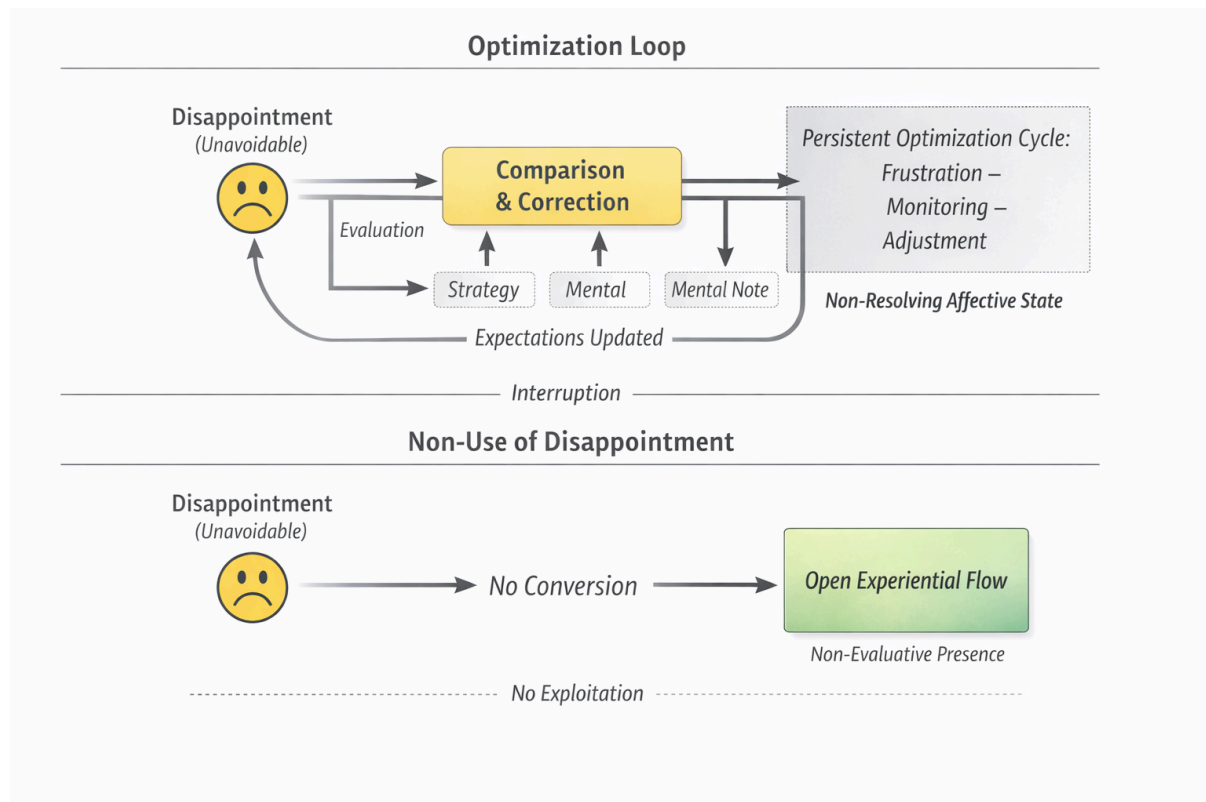 Optimization Loop
Disappointment
(Unavoidable)
Comparison
& Correction
Persistent Optimization Cycle:
Frustration –
Monitoring –
Adjustment
Evaluation
Strategy
Mental
Mental Note
Non-Resolving Affective State
Expectations Updated
Interruption
Non-Use of Disappointment
Disappointment
(Unavoidable)
No Conversion
Open Experiential Flow
Non-Evaluative Presence
No Exploitation